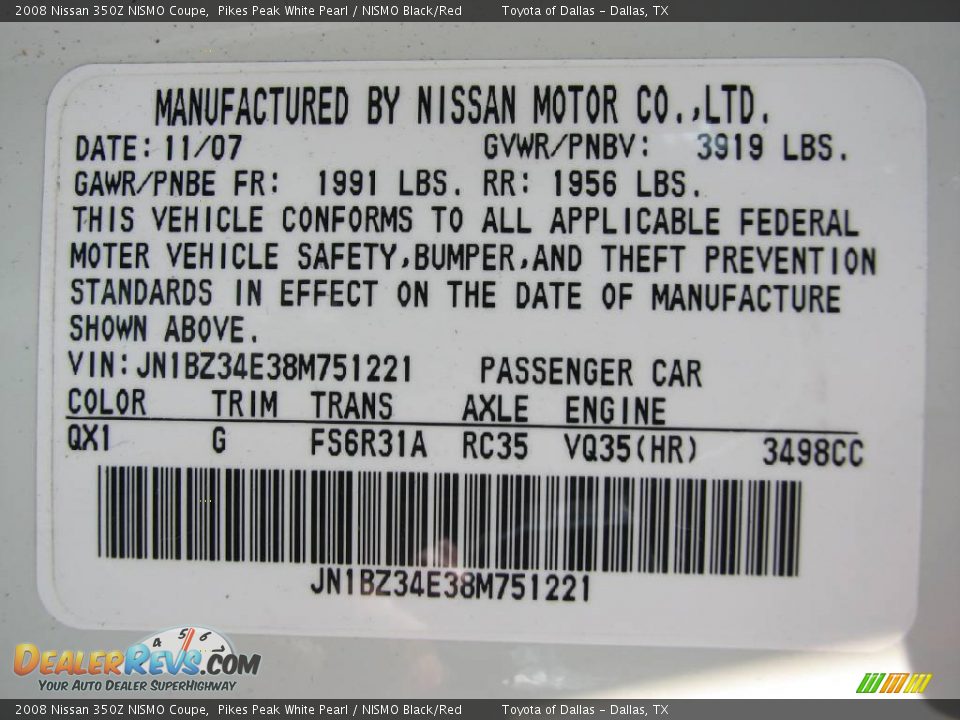 2008 Nissan 350Z NISMO Coupe, Pikes Peak White Pearl / NISMO Black/Red Toyota of Dallas - Dallas, TX
MANUFACTURED BY NISSAN MOTOR CO.,LTD.
DATE: 11/07 GVWR/PNBV: 3919 LBS.
GAWR/PNBE FR: 1991 LBS. RR: 1956 LBS.
THIS VEHICLE CONFORMS TO ALL APPLICABLE FEDERAL
MOTER VEHICLE SAFETY,BUMPER,AND THEFT PREVENTION
STANDARDS IN EFFECT ON THE DATE OF MANUFACTURE
SHOWN ABOVE.
VIN:JN1BZ34E38M751221 PASSENGER CAR
COLOR TRIM TRANS AXLE ENGINE
QX1 G FS6R31A RC35 VQ35(HR) 3498CC
JN1BZ34E38M751221
4 5 6 7
DEALERREVS.COM
YOUR AUTO DEALER SUPERHIGHWAY
2008 Nissan 350Z NISMO Coupe, Pikes Peak White Pearl / NISMO Black/Red Toyota of Dallas - Dallas, TX